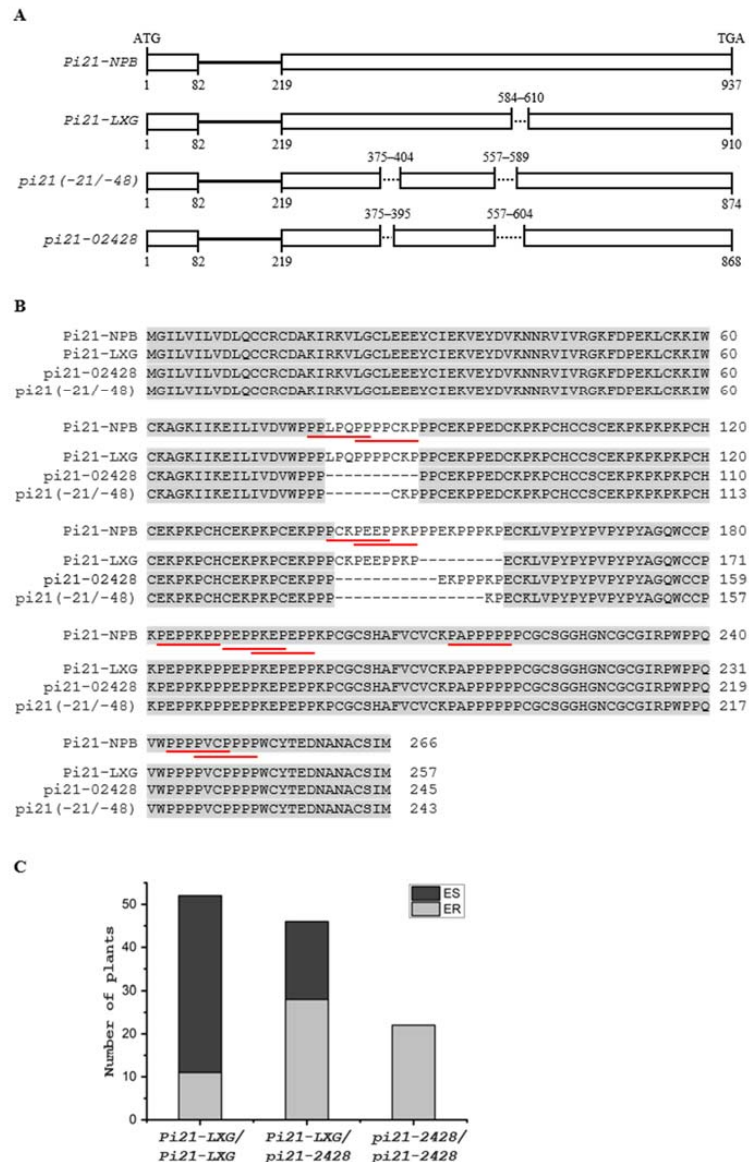 A
ATG TGA
Pi21-NPB
1 82 219 937
584–610
Pi21-LXG
1 82 219 910
375–404 557–589
pi21(-21/-48)
1 82 219 874
375–395 557–604
pi21-02428
1 82 219 868
B
Pi21-NPB MGILVILVDLQCCRCDAKIRKVLGCLEEEYCIEKVEYDVKNNRVIVRGKFDPEKLCKKIW 60
Pi21-LXG MGILVILVDLQCCRCDAKIRKVLGCLEEEYCIEKVEYDVKNNRVIVRGKFDPEKLCKKIW 60
pi21-02428 MGILVILVDLQCCRCDAKIRKVLGCLEEEYCIEKVEYDVKNNRVIVRGKFDPEKLCKKIW 60
pi21(-21/-48) MGILVILVDLQCCRCDAKIRKVLGCLEEEYCIEKVEYDVKNNRVIVRGKFDPEKLCKKIW 60
Pi21-NPB CKAGKIIKEILIVDVWPPPLPQPPPPCKPPPCEKPPEDCKPKPCHCCSCEKPKPKPKPCH 120
Pi21-LXG CKAGKIIKEILIVDVWPPPLPQPPPPCKPPPCEKPPEDCKPKPCHCCSCEKPKPKPKPCH 120
pi21-02428 CKAGKIIKEILIVDVWPPP----------PPCEKPPEDCKPKPCHCCSCEKPKPKPKPCH 110
pi21(-21/-48) CKAGKIIKEILIVDVWPPP-------CKPPPCEKPPEDCKPKPCHCCSCEKPKPKPKPCH 113
Pi21-NPB CEKPKPCHCEKPKPCEKPPPCKPEEPPKPPPEKPPPKPECKLVPYPYPVPYPYAGQWCCP 180
Pi21-LXG CEKPKPCHCEKPKPCEKPPPCKPEEPPKP---------ECKLVPYPYPVPYPYAGQWCCP 171
pi21-02428 CEKPKPCHCEKPKPCEKPPP-----------EKPPPKPECKLVPYPYPVPYPYAGQWCCP 159
pi21(-21/-48) CEKPKPCHCEKPKPCEKPPP----------------KPECKLVPYPYPVPYPYAGQWCCP 157
Pi21-NPB KPEPPKPPPEPPKEPEPPKPCGCSHAFVCVCKPAPPPPPPCGCSGGHGNCGCGIRPWPPQ 240
Pi21-LXG KPEPPKPPPEPPKEPEPPKPCGCSHAFVCVCKPAPPPPPPCGCSGGHGNCGCGIRPWPPQ 231
pi21-02428 KPEPPKPPPEPPKEPEPPKPCGCSHAFVCVCKPAPPPPPPCGCSGGHGNCGCGIRPWPPQ 219
pi21(-21/-48) KPEPPKPPPEPPKEPEPPKPCGCSHAFVCVCKPAPPPPPPCGCSGGHGNCGCGIRPWPPQ 217
Pi21-NPB VWPPPPVCPPPPWCYTEDNANACSIM 266
Pi21-LXG VWPPPPVCPPPPWCYTEDNANACSIM 257
pi21-02428 VWPPPPVCPPPPWCYTEDNANACSIM 245
pi21(-21/-48) VWPPPPVCPPPPWCYTEDNANACSIM 243
C
ES
ER
Number of plants
50
40
30
20
10
0
Pi21-LXG/ Pi21-LXG/ pi21-2428/
Pi21-LXG pi21-2428 pi21-2428